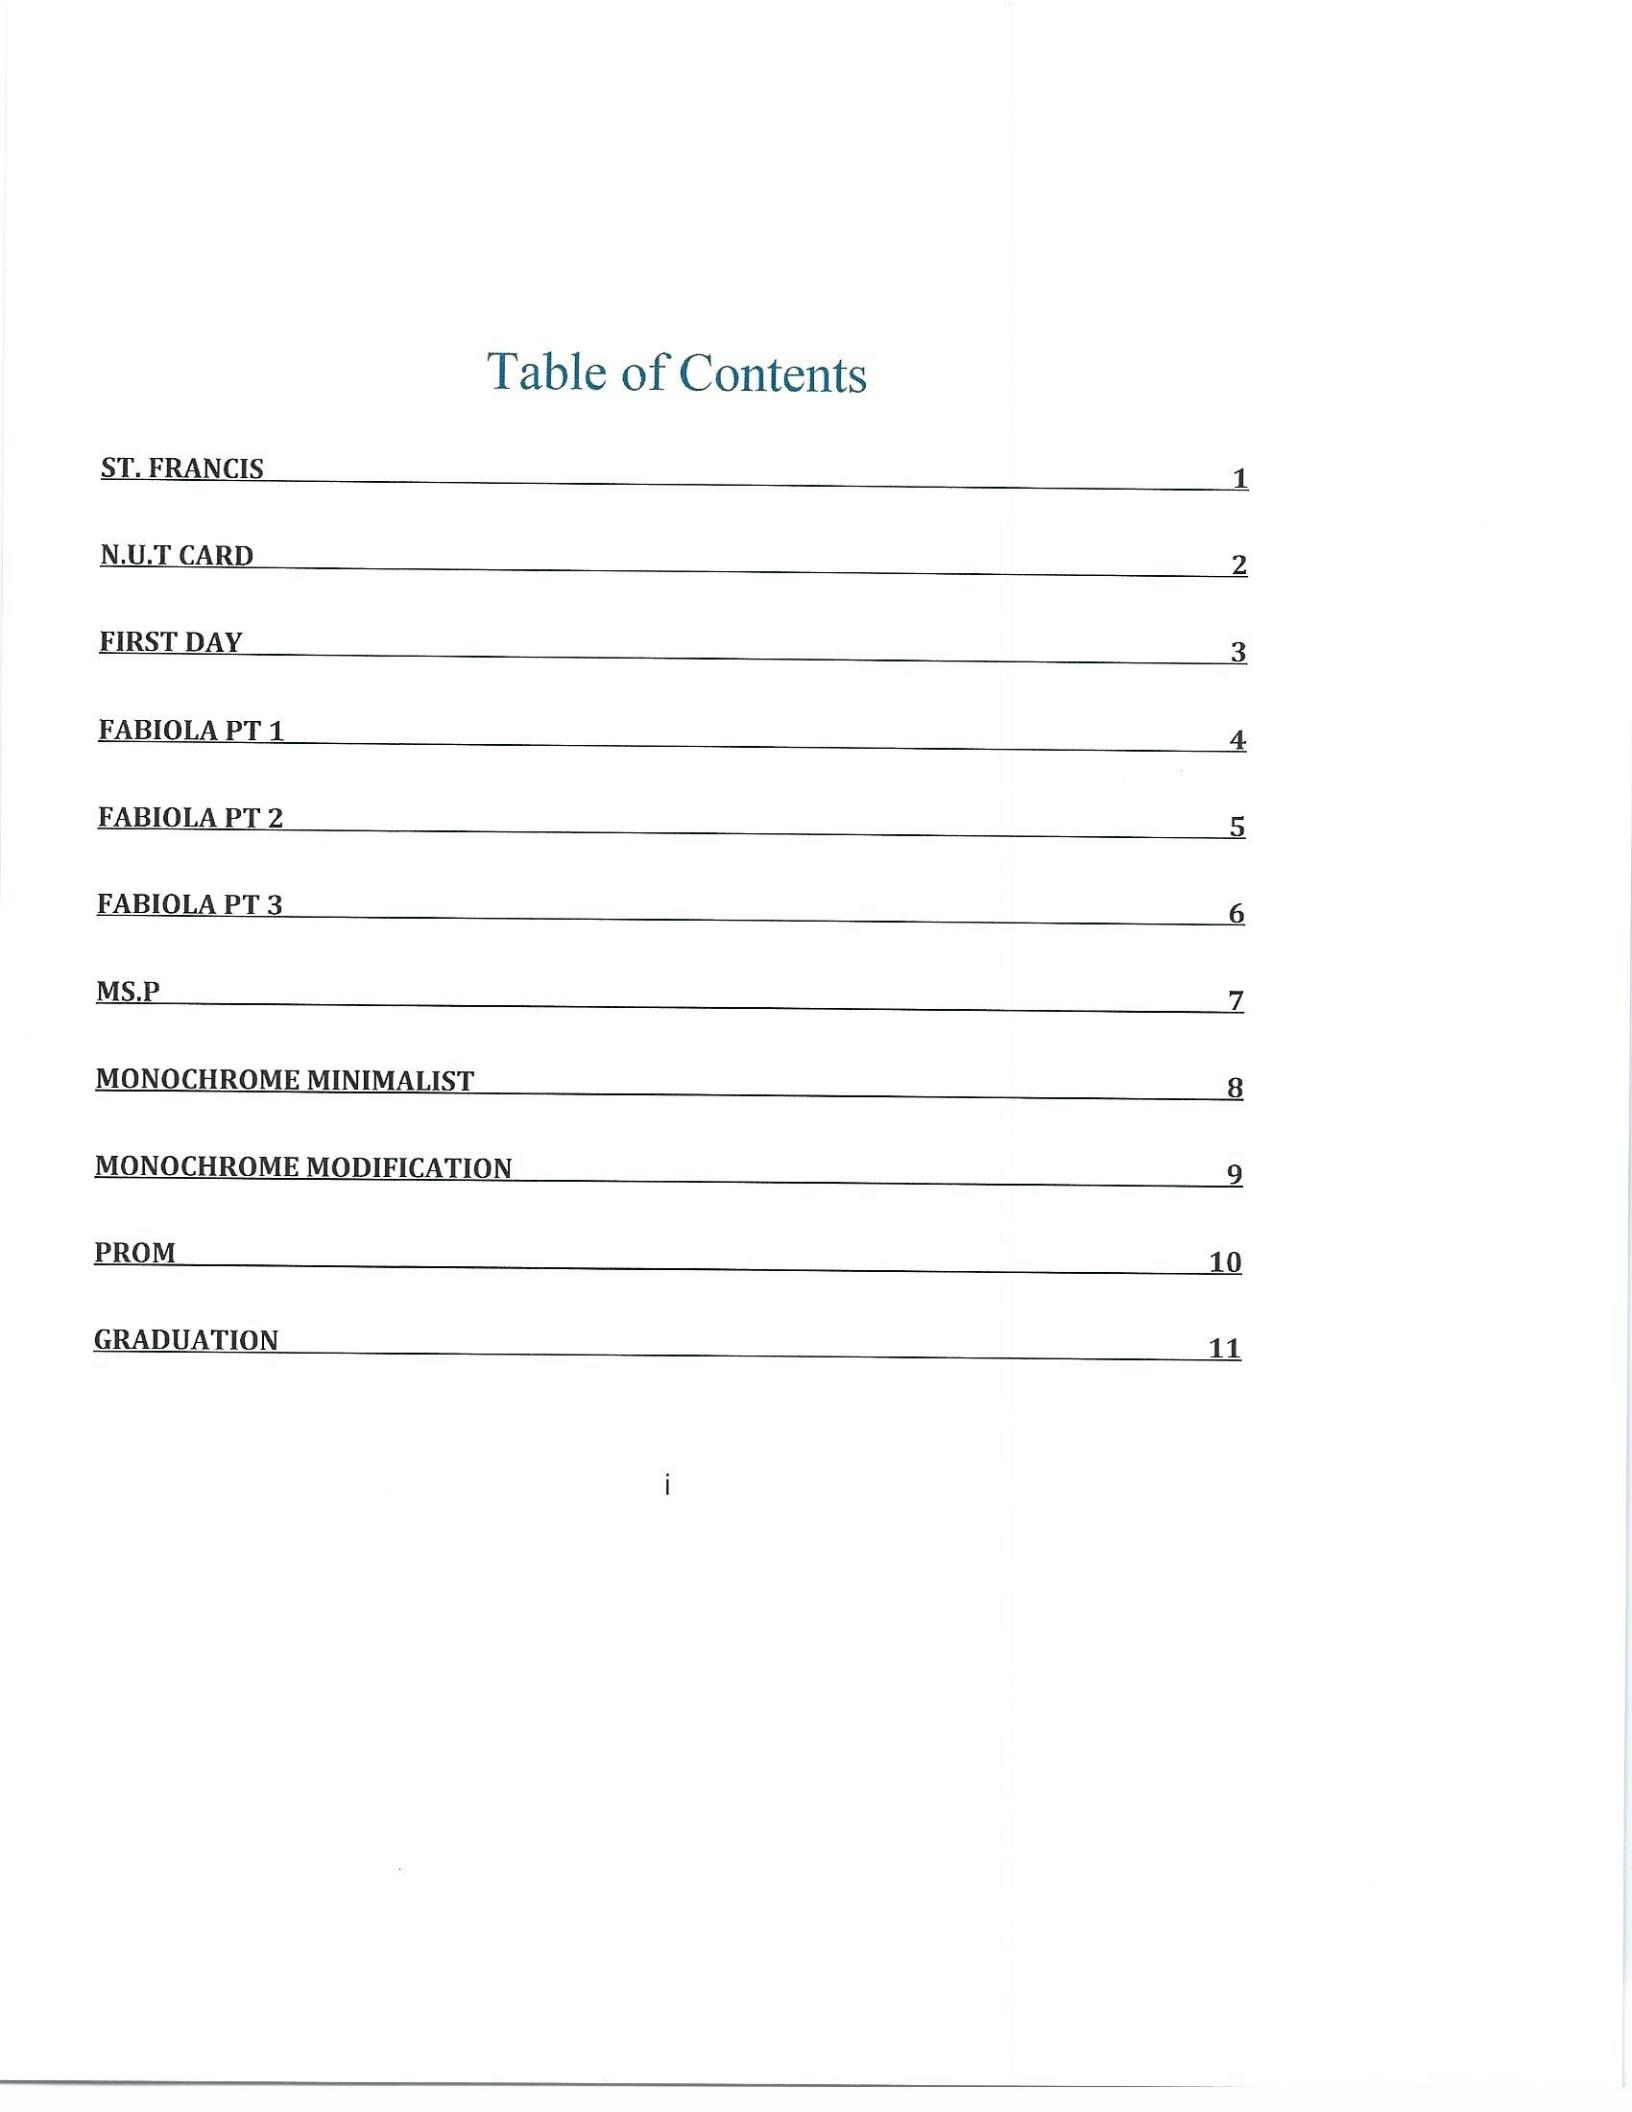 Table of Contents
ST. FRANCIS 1
N.U.T CARD 2
FIRST DAY 3
FABIOLA PT 1 4
FABIOLA PT 2 5
FABIOLA PT 3 6
MS.P 7
MONOCHROME MINIMALIST 8
MONOCHROME MODIFICATION 9
PROM 10
GRADUATION 11
i